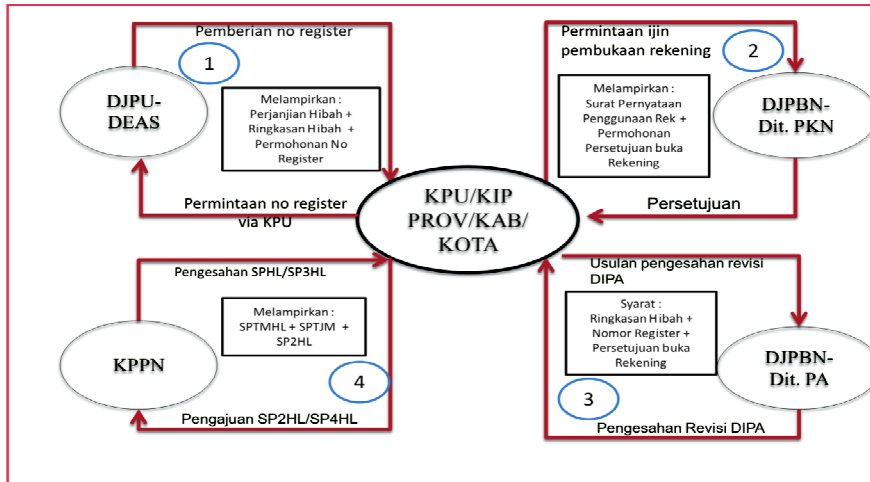 Pemberian no register
1
DJPU-
DEAS
Melampirkan :
Perjanjian Hibah +
Ringkasan Hibah +
Permohonan No
Register
Permintaan no register
via KPU
Permintaan ijin
pembukaan rekening
2
Melampirkan :
Surat Pernyataan
Penggunaan Rek +
Permohonan
Persetujuan buka
Rekening
DJPBN-
Dit. PKN
Persetujuan
KPU/KIP
PROV/KAB/
KOTA
Pengesahan SPHL/SP3HL
Melampirkan :
SPTMHL + SPTJM +
SP2HL
KPPN
4
Pengajuan SP2HL/SP4HL
Usulan pengesahan revisi
DIPA
Syarat :
Ringkasan Hibah +
Nomor Register +
Persetujuan buka
Rekening
DJPBN-
Dit. PA
3
Pengesahan Revisi DIPA